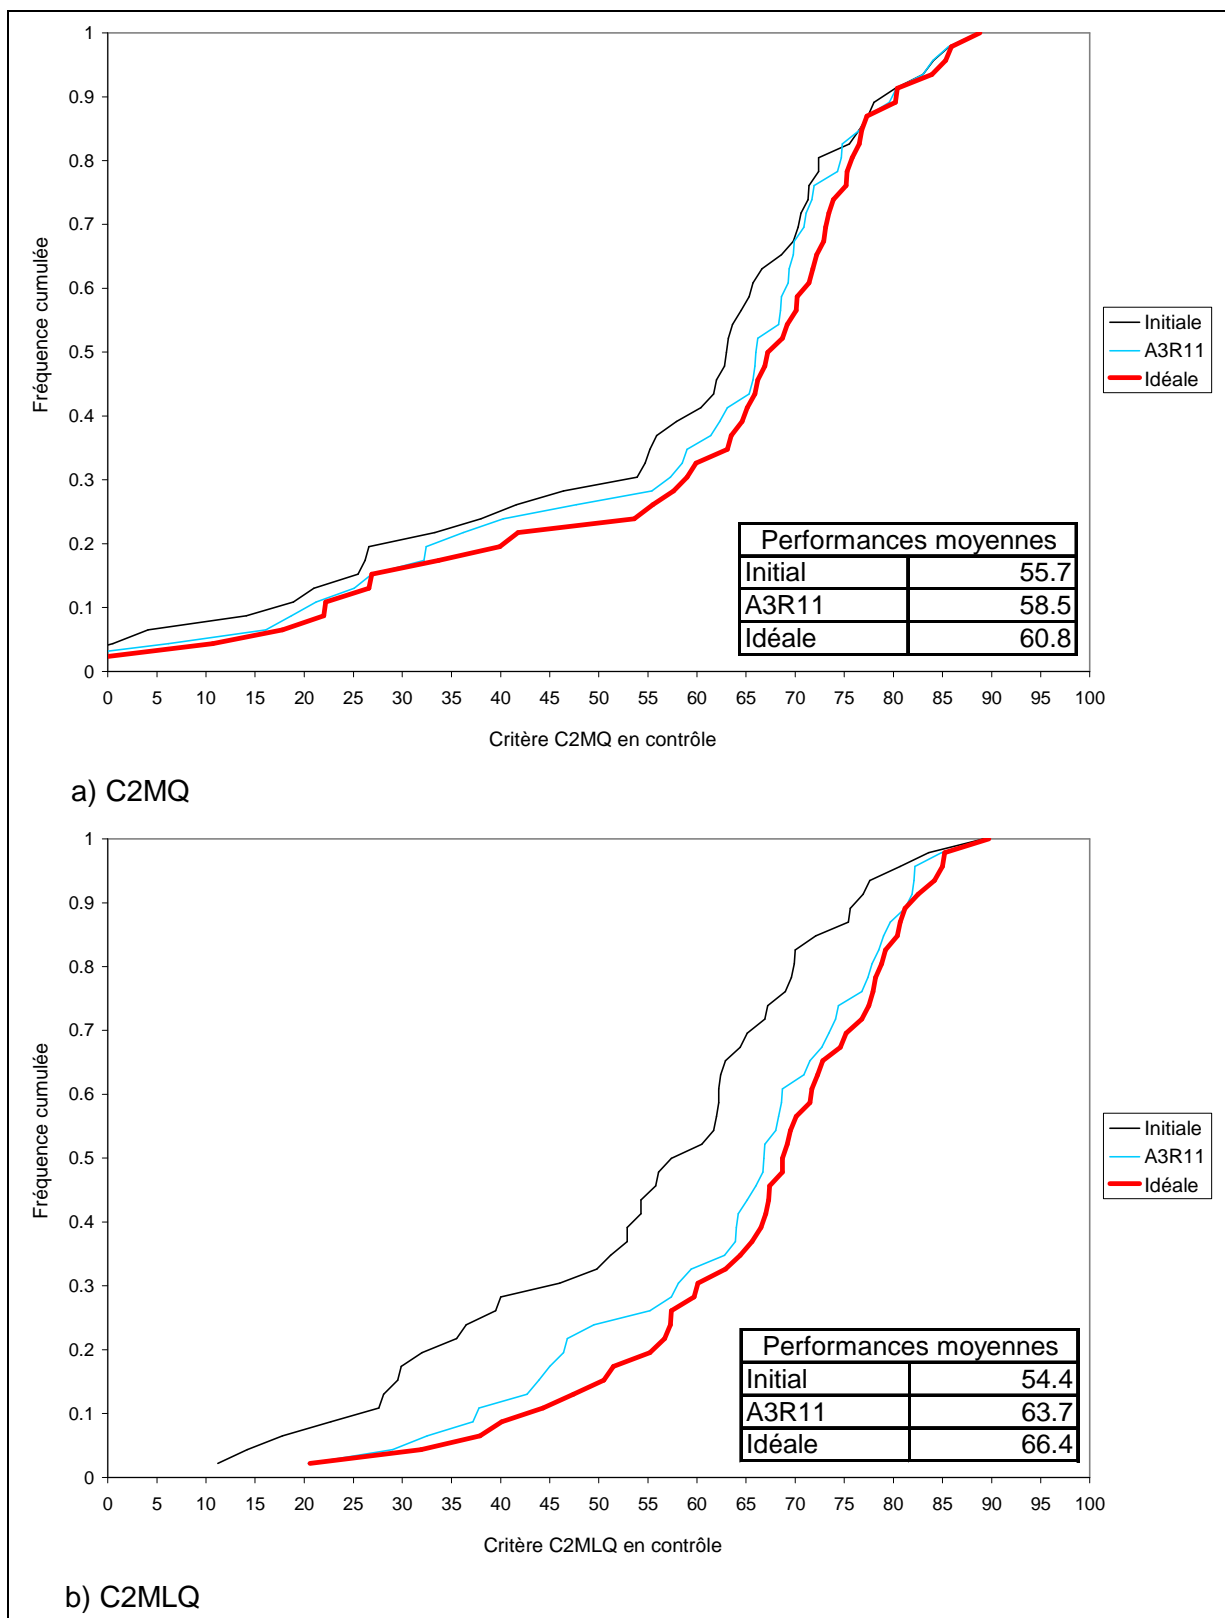 1
0.9
0.8
0.7
0.6
0.5
0.4
0.3
0.2
0.1
0
Fréquence cumulée
0 5 10 15 20 25 30 35 40 45 50 55 60 65 70 75 80 85 90 95 100
Critère C2MQ en contrôle
Initiale
A3R11
Idéale
Performances moyennes
Initial 55.7
A3R11 58.5
Idéale 60.8
a) C2MQ
1
0.9
0.8
0.7
0.6
0.5
0.4
0.3
0.2
0.1
0
Fréquence cumulée
0 5 10 15 20 25 30 35 40 45 50 55 60 65 70 75 80 85 90 95 100
Critère C2MLQ en contrôle
Initiale
A3R11
Idéale
Performances moyennes
Initial 54.4
A3R11 63.7
Idéale 66.4
b) C2MLQ